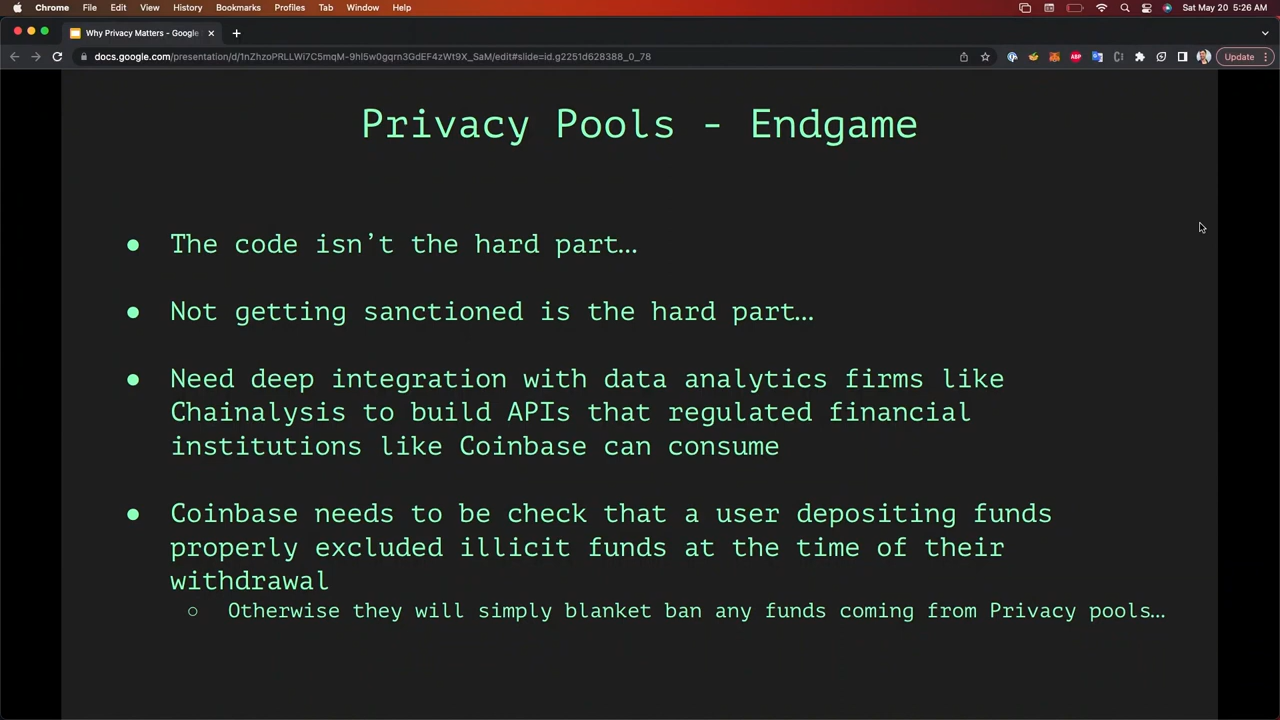 Chrome File Edit View History Bookmarks Profiles Tab Window Help Sat May 20 5:26 AM
Why Privacy Matters - Google
docs.google.com/presentation/d/1nZhzoPRLLWi7C5mqM-9hl5w0gqrn3GdEF4zWt9X_SaM/edit#slide=id.g2251d628388_0_78 ABP Update
Privacy Pools - Endgame
● The code isn’t the hard part…
● Not getting sanctioned is the hard part…
● Need deep integration with data analytics firms like
Chainalysis to build APIs that regulated financial
institutions like Coinbase can consume
● Coinbase needs to be check that a user depositing funds
properly excluded illicit funds at the time of their
withdrawal
○ Otherwise they will simply blanket ban any funds coming from Privacy pools…